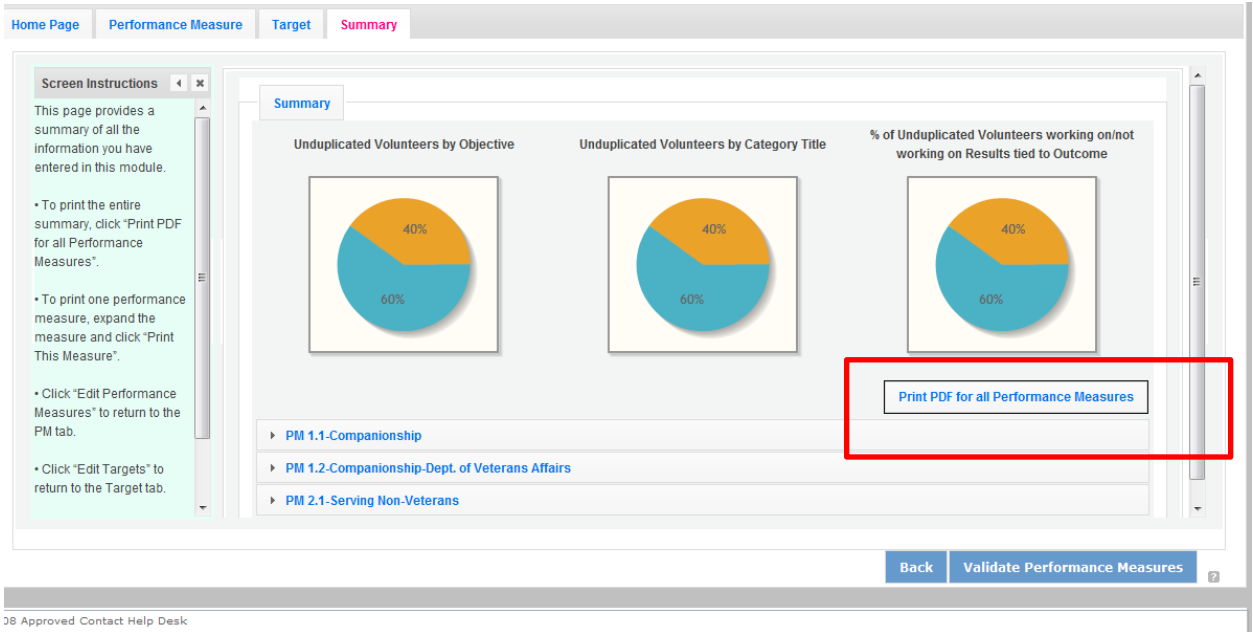 Home Page Performance Measure Target Summary
Screen Instructions
This page provides a
summary of all the
information you have
entered in this module.
• To print the entire
summary, click “Print PDF
for all Performance
Measures”.
• To print one performance
measure, expand the
measure and click “Print
This Measure”.
• Click “Edit Performance
Measures” to return to the
PM tab.
• Click “Edit Targets” to
return to the Target tab.
Summary
Unduplicated Volunteers by Objective
40%
60%
Unduplicated Volunteers by Category Title
40%
60%
% of Unduplicated Volunteers working on/not
working on Results tied to Outcome
40%
60%
Print PDF for all Performance Measures
PM 1.1-Companionship
PM 1.2-Companionship-Dept. of Veterans Affairs
PM 2.1-Serving Non-Veterans
Back Validate Performance Measures
?
08 Approved Contact Help Desk